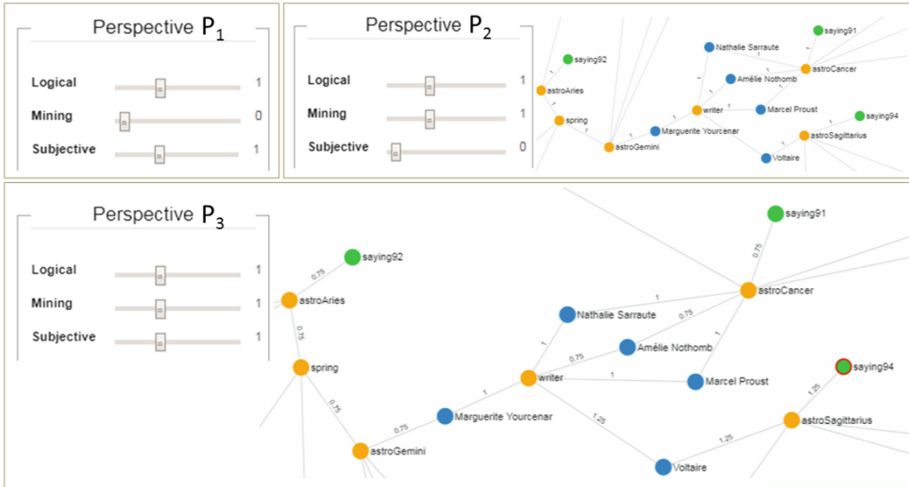 Perspective P1
Logical 1
Mining 0
Subjective 1
Perspective P2
Logical 1
Mining 1
Subjective 0
saying91
Nathalie Sarraute
saying92
1
1
astroCancer
Amélie Nothomb
astroAries
1
1
Marcel Proust
writer
saying94
spring
Marguerite Yourcenar
astroSagittarius
astroGemini
Voltaire
Perspective P3
Logical 1
Mining 1
Subjective 1
saying91
0.75
saying92
0.75
astroCancer
astroAries
1
Nathalie Sarraute
0.75
0.75
1
Amélie Nothomb
1
saying94
spring
0.75
writer
1
Marcel Proust
1.25
0.75
1
1.25
Marguerite Yourcenar
astroSagittarius
0.75
1.25
astroGemini
Voltaire